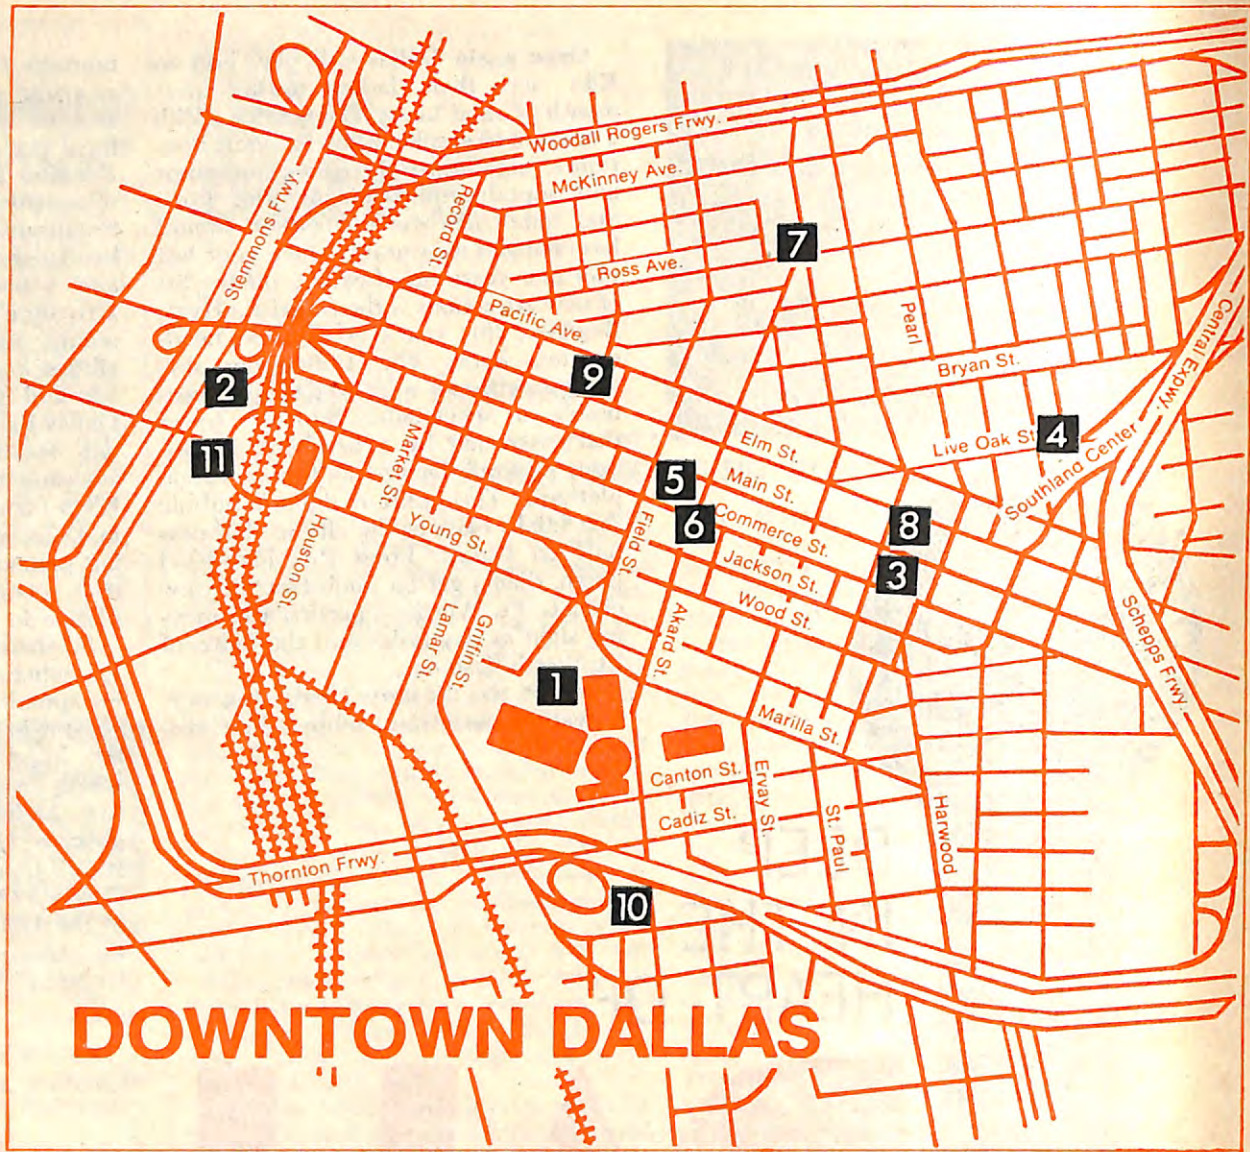 Woodall Rogers Frwy.
McKinney Ave.
Stemmons Frwy.
Record St.
7
Ross Ave.
Pacific Ave.
Pearl
Central Expwy.
Bryan St.
9
2
Elm St.
Live Oak St.
4
Market St.
11
Main St.
5
Southland Center
Young St.
Houston St.
Field St.
6
Commerce St.
8
Jackson St.
3
Wood St.
Lamar St.
Griffin St.
Akard St.
Schepps Frwy.
1
Marilla St.
Canton St.
Ervay St.
Cadiz St.
St. Paul
Harwood
Thornton Frwy.
10
DOWNTOWN DALLAS